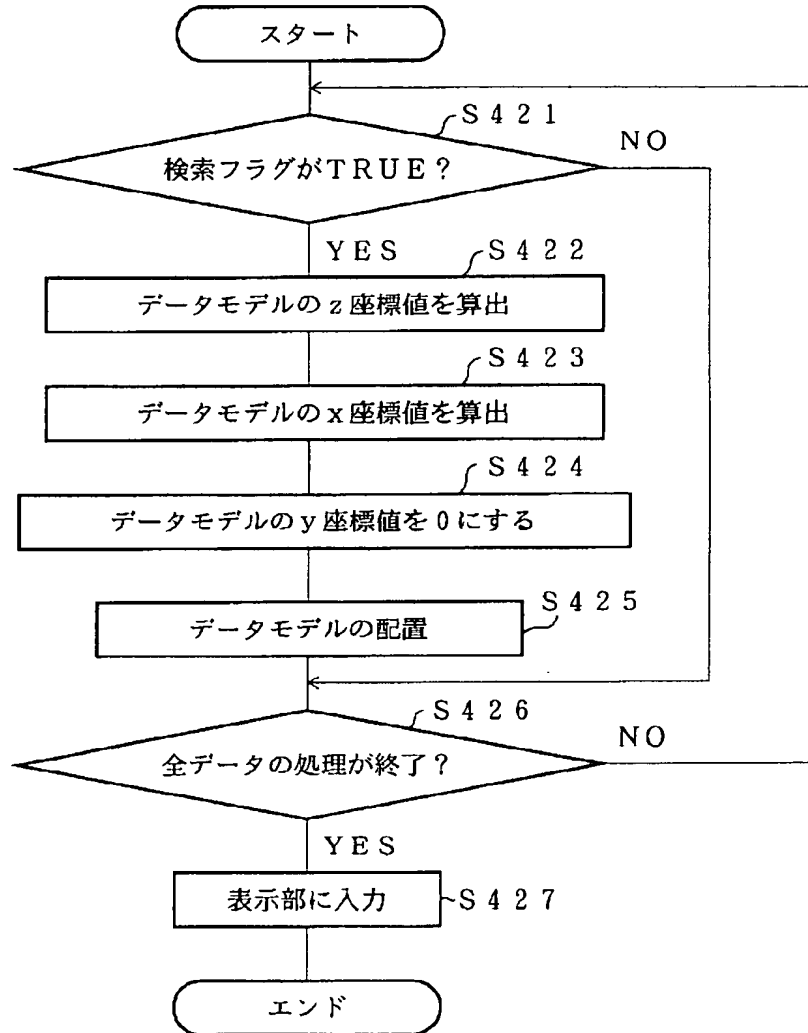 スタート
S421
検索フラグがTRUE？
NO
YES
S422
データモデルのz座標値を算出
S423
データモデルのx座標値を算出
S424
データモデルのy座標値を0にする
S425
データモデルの配置
S426
全データの処理が終了？
NO
YES
表示部に入力
S427
エンド